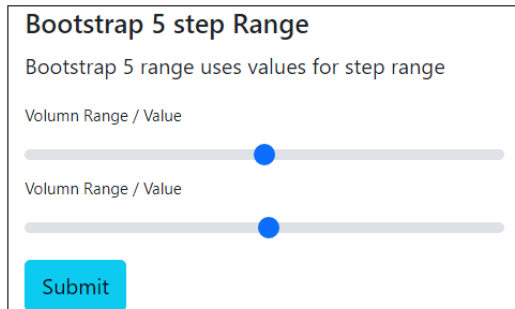 Bootstrap 5 step Range
Bootstrap 5 range uses values for step range
Volumn Range / Value
Volumn Range / Value
Submit